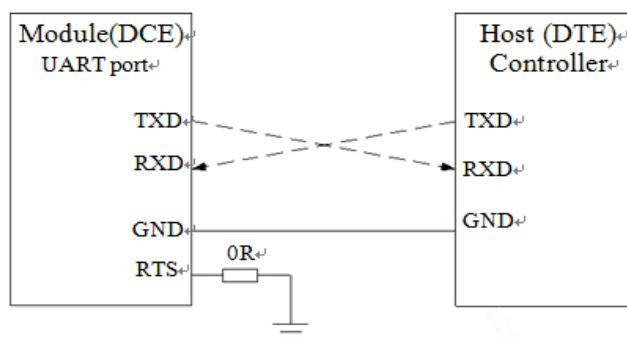 Module(DCE)
UART port
TXD
RXD
GND
RTS
0R
Host (DTE)
Controller
TXD
RXD
GND